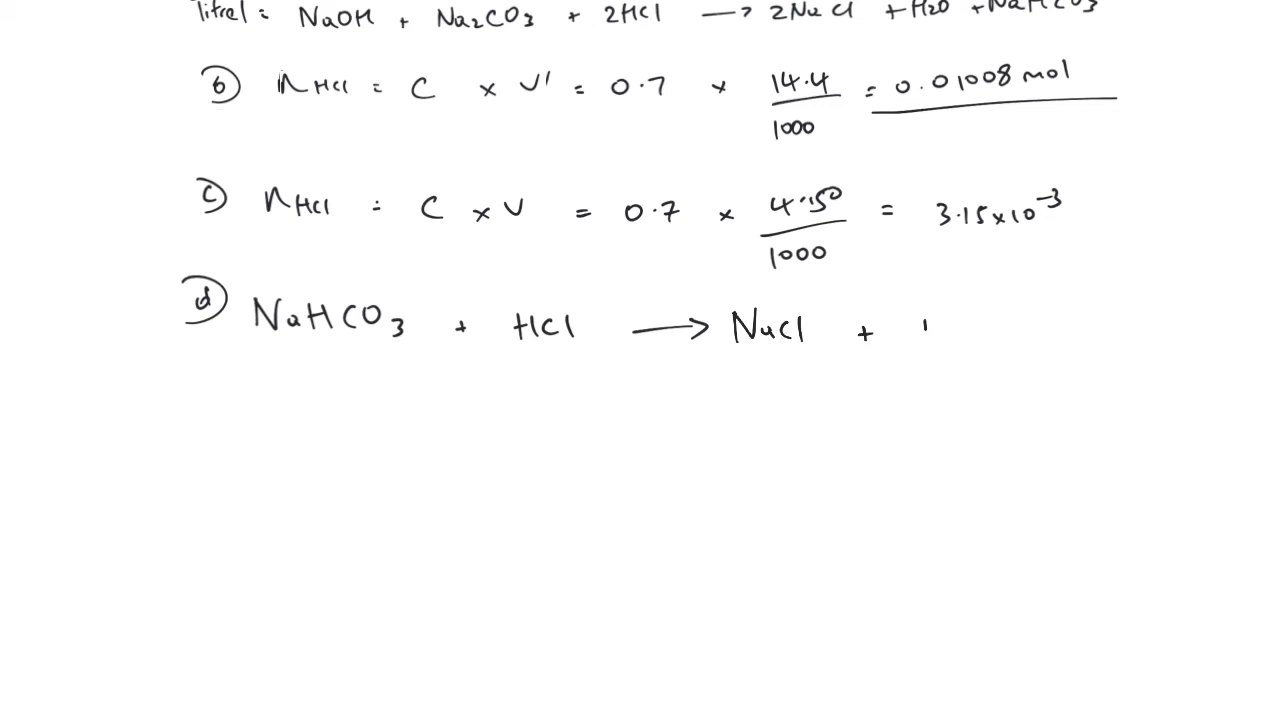 Titre1: NaOH + Na2CO3 + 2HCl → 2NaCl + H2O + NaHCO3
b) nHCl = C × V1 = 0.7 × 14.4/1000 = 0.01008 mol
c) nHCl = C × V = 0.7 × 4.50/1000 = 3.15×10⁻³
d) NaHCO3 + HCl → NaCl +